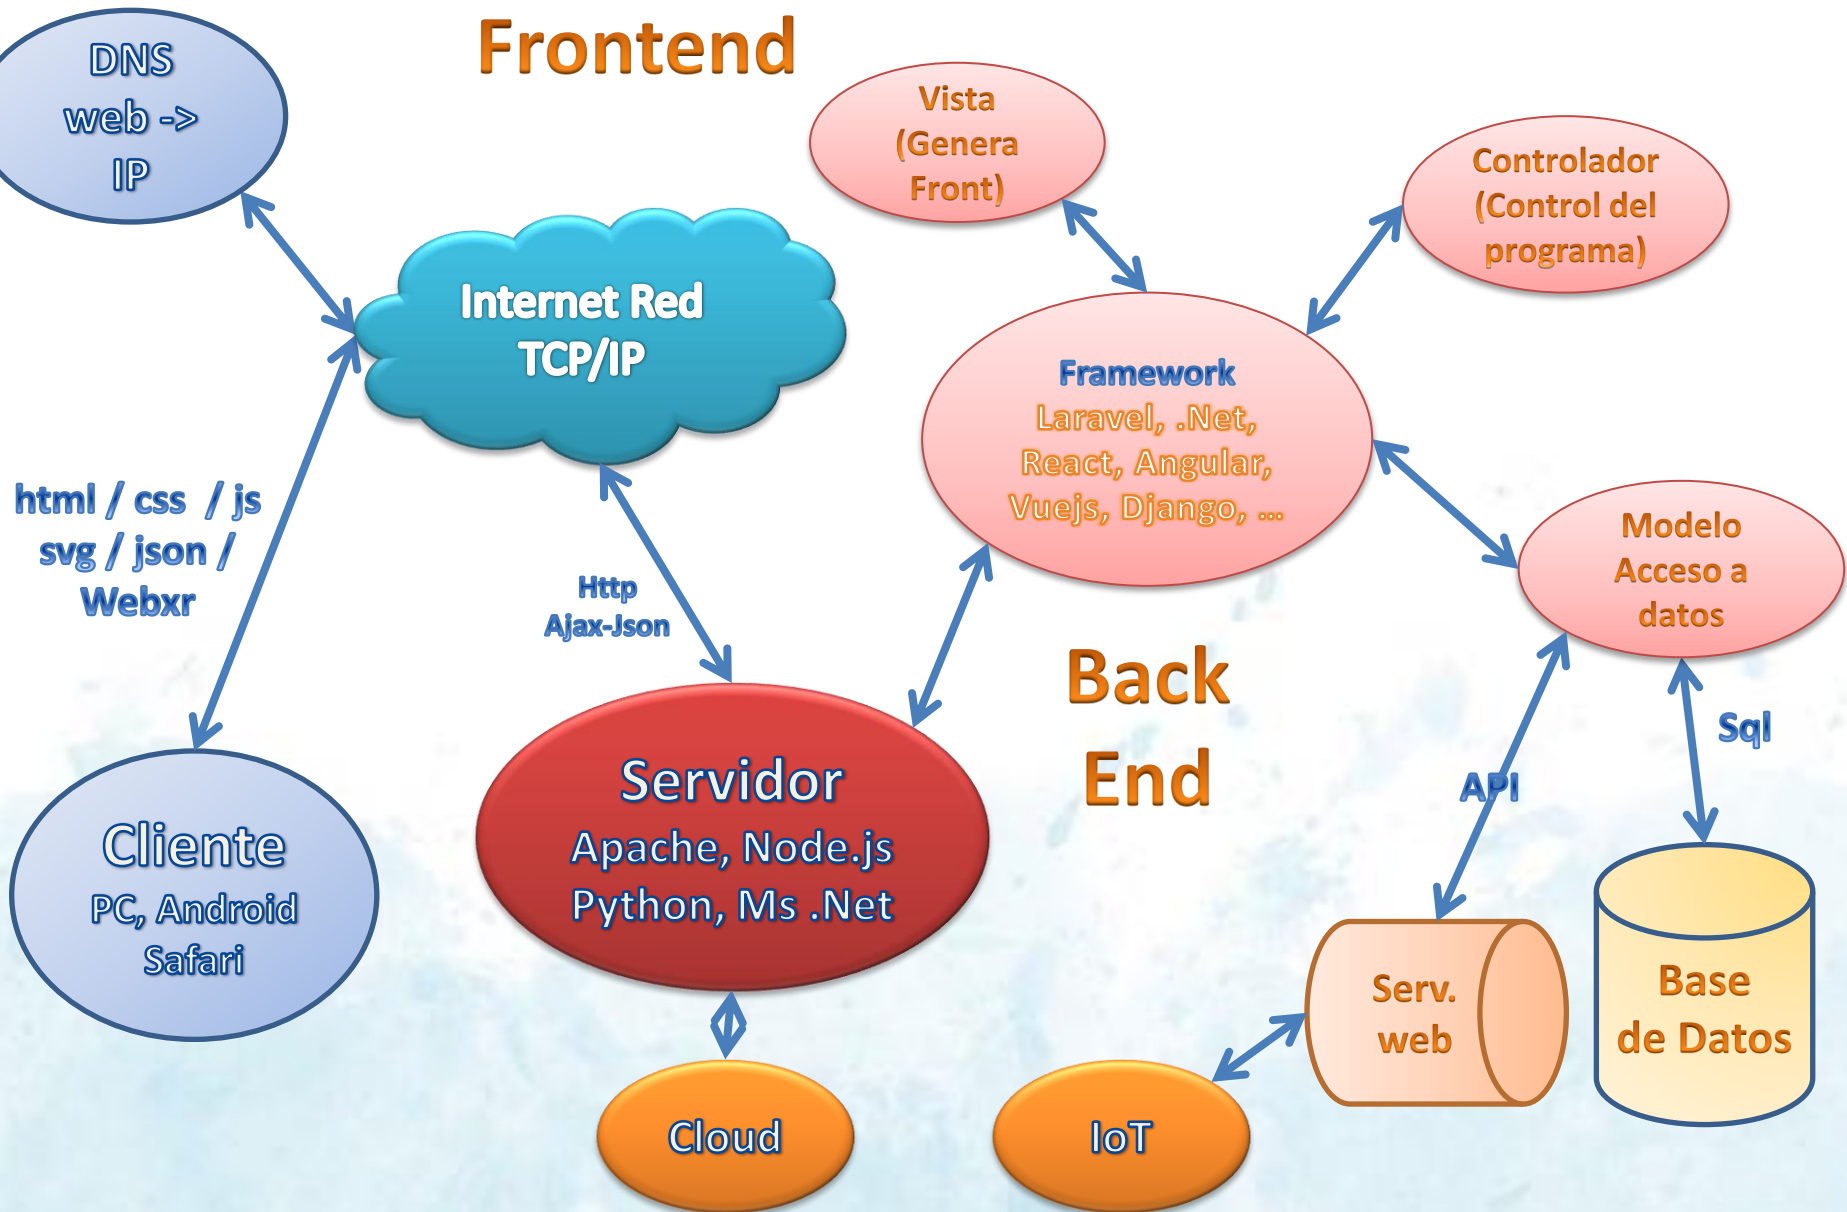 Frontend
DNS
web ->
IP
Vista
(Genera
Front)
Controlador
(Control del
programa)
Internet Red
TCP/IP
Framework
Laravel, .Net,
React, Angular,
Vuejs, Django, ...
html / css / js
svg / json /
Webxr
Http
Ajax-Json
Modelo
Acceso a
datos
Back
End
Sql
API
Servidor
Apache, Node.js
Python, Ms .Net
Cliente
PC, Android
Safari
Serv.
web
Base
de Datos
Cloud
IoT